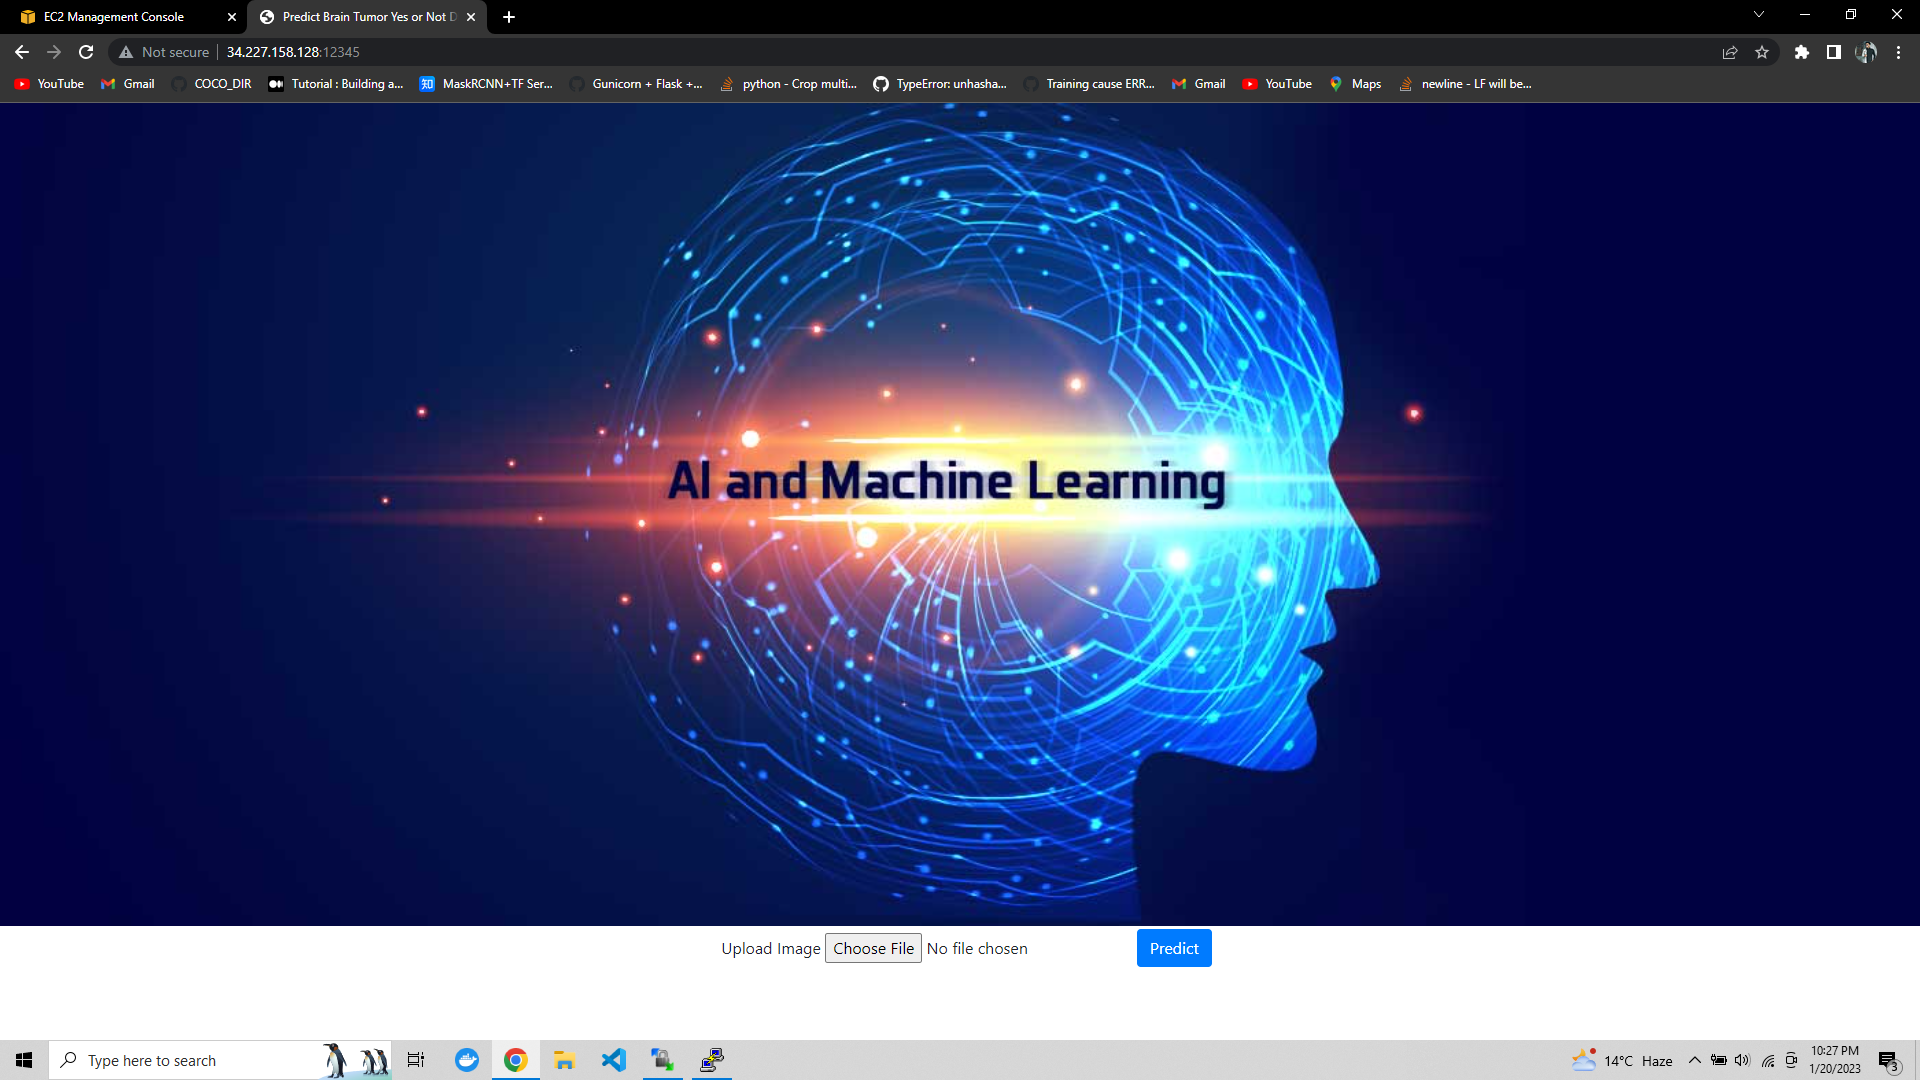 EC2 Management Console
Predict Brain Tumor Yes or Not D
Not secure
34.227.158.128:12345
YouTube
Gmail
COCO_DIR
Tutorial : Building a...
知
MaskRCNN+TF Ser...
Gunicorn + Flask +...
python - Crop multi...
TypeError: unhasha...
Training cause ERR...
Gmail
YouTube
Maps
newline - LF will be...
AI and Machine Learning
Upload Image Choose File No file chosen
Predict
Type here to search
14°C Haze
10:27 PM
1/20/2023
3